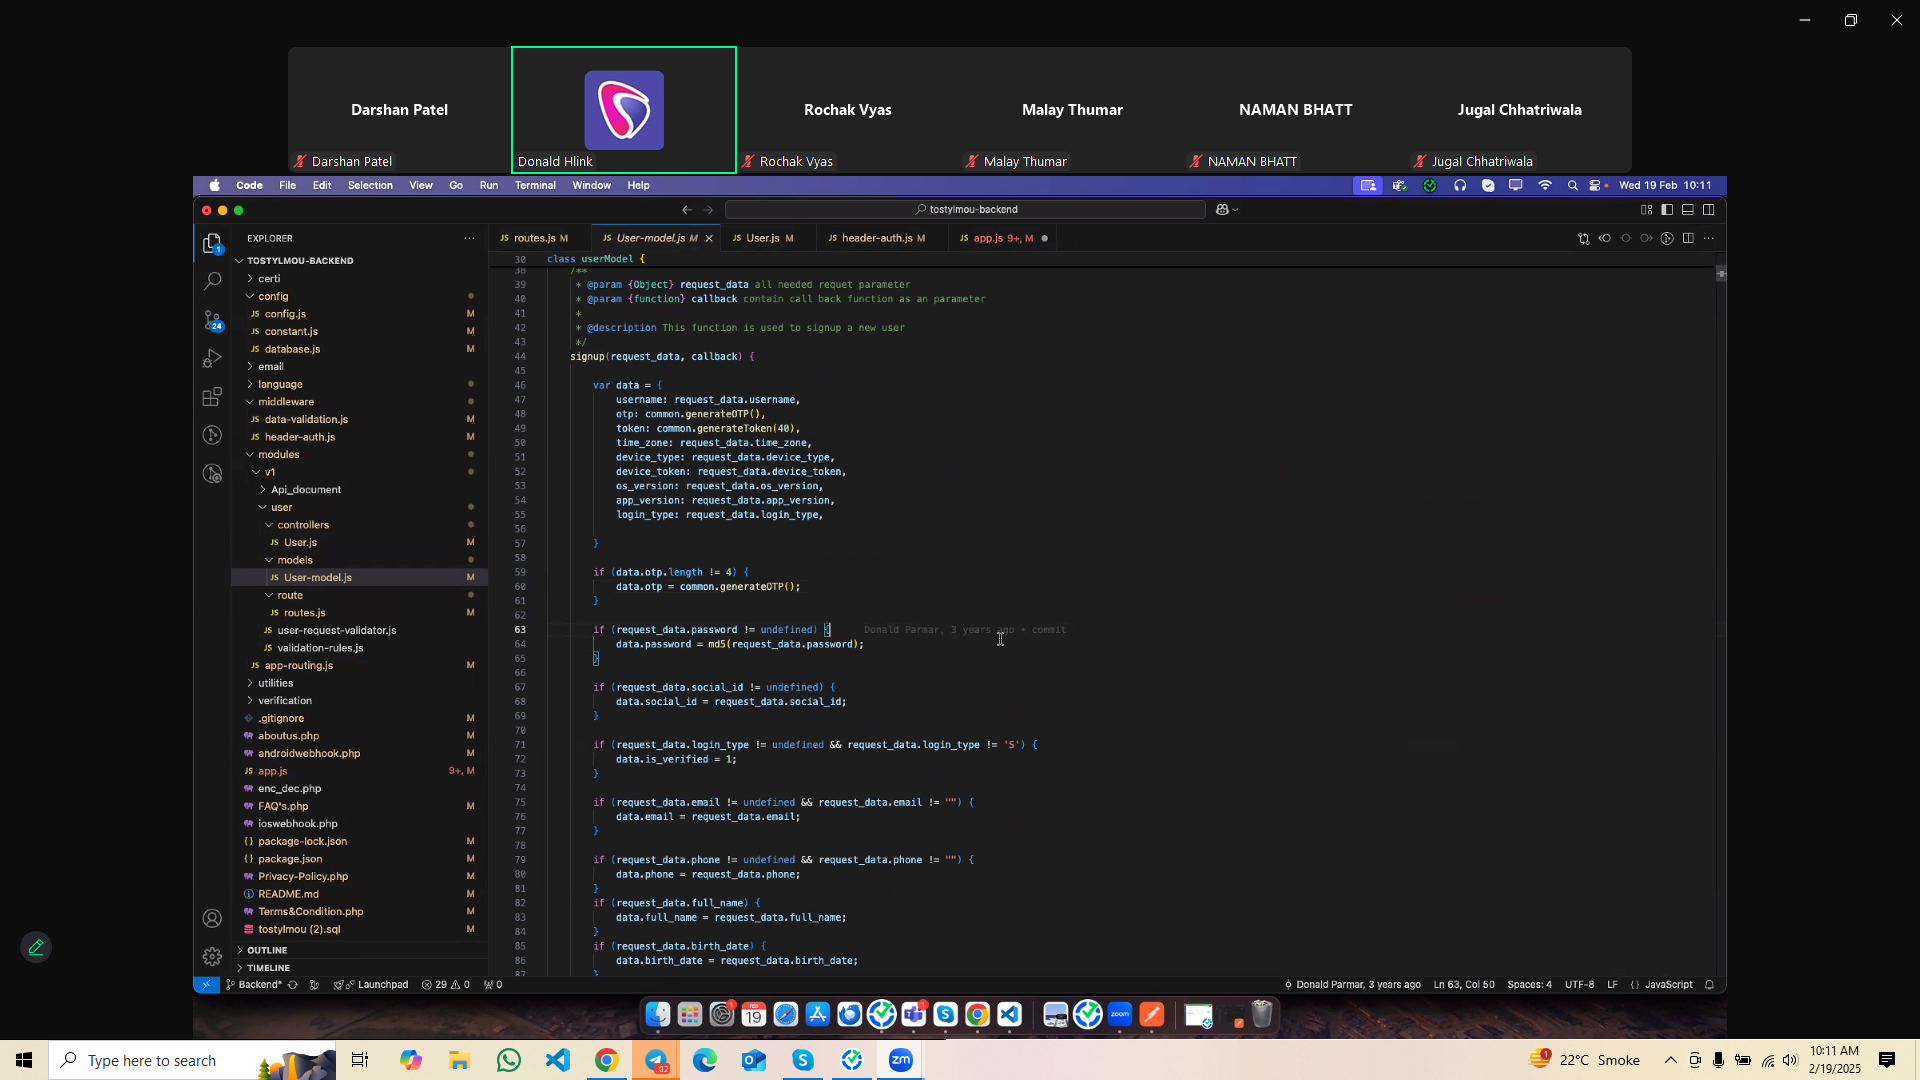 Darshan Patel
Rochak Vyas
Malay Thumar
NAMAN BHATT
Jugal Chhatriwala
Darshan Patel
Donald Hlink
Rochak Vyas
Malay Thumar
NAMAN BHATT
Jugal Chhatriwala
Code File Edit Selection View Go Run Terminal Window Help
Wed 19 Feb 10:11
tostylmou-backend
EXPLORER
routes.js M
User-model.js M
User.js M
header-auth.js M
app.js 9+, M
TOSTYLMOU-BACKEND
certi
config
config.js M
constant.js M
database.js M
email
language
middleware
data-validation.js M
header-auth.js M
modules
v1
Api_document
user
controllers
User.js M
models
User-model.js M
route
routes.js M
user-request-validator.js
validation-rules.js M
app-routing.js M
utilities
verification
.gitignore M
aboutus.php M
androidwebhook.php M
app.js 9+, M
enc_dec.php
FAQ's.php M
ioswebhook.php
package-lock.json M
package.json M
Privacy-Policy.php M
README.md M
Terms&Condition.php M
tostylmou (2).sql M
OUTLINE
TIMELINE
1
24
30 class userModel {
38 /**
39 * @param {Object} request_data all needed requet parameter
40 * @param {function} callback contain call back function as an parameter
41 *
42 * @description This function is used to signup a new user
43 */
44 signup(request_data, callback) {
45
46 var data = {
47 username: request_data.username,
48 otp: common.generateOTP(),
49 token: common.generateToken(40),
50 time_zone: request_data.time_zone,
51 device_type: request_data.device_type,
52 device_token: request_data.device_token,
53 os_version: request_data.os_version,
54 app_version: request_data.app_version,
55 login_type: request_data.login_type,
56
57 }
58
59 if (data.otp.length != 4) {
60 data.otp = common.generateOTP();
61 }
62
63 if (request_data.password != undefined) { Donald Parmar, 3 years ago • commit
64 data.password = md5(request_data.password);
65 }
66
67 if (request_data.social_id != undefined) {
68 data.social_id = request_data.social_id;
69 }
70
71 if (request_data.login_type != undefined && request_data.login_type != 'S') {
72 data.is_verified = 1;
73 }
74
75 if (request_data.email != undefined && request_data.email != "") {
76 data.email = request_data.email;
77 }
78
79 if (request_data.phone != undefined && request_data.phone != "") {
80 data.phone = request_data.phone;
81 }
82 if (request_data.full_name) {
83 data.full_name = request_data.full_name;
84 }
85 if (request_data.birth_date) {
86 data.birth_date = request_data.birth_date;
87 }
Backend* Launchpad 29 0 0
Donald Parmar, 3 years ago Ln 63, Col 50 Spaces: 4 UTF-8 LF {} JavaScript
FEB
19
zoom
Type here to search
.02
zm
1
22°C Smoke
10:11 AM
2/19/2025